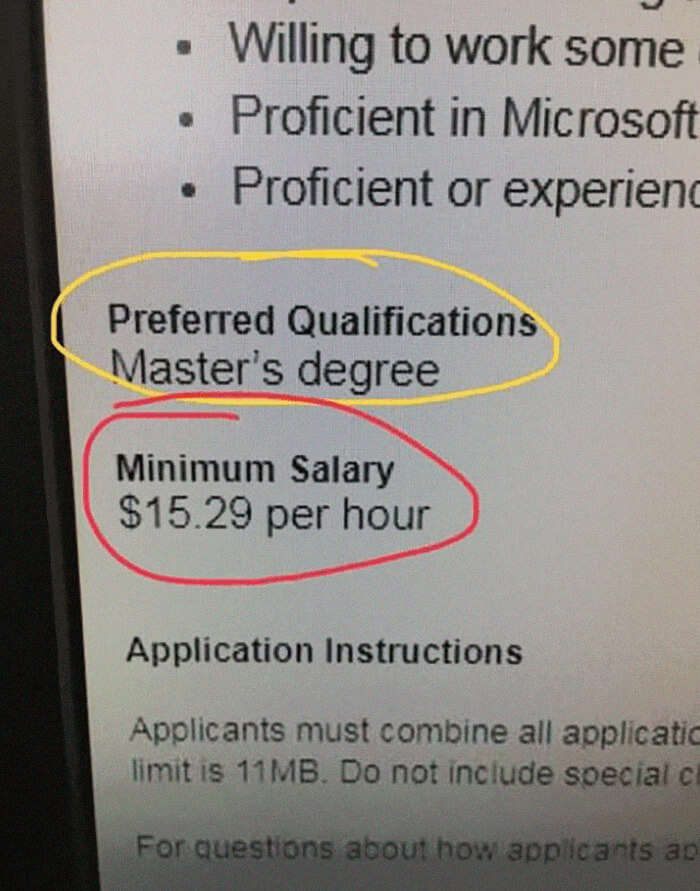 Willing to work some
Proficient in Microsoft
Proficient or experienc
Preferred Qualifications
Master's degree
Minimum Salary
$15.29 per hour
Application Instructions
Applicants must combine all applicatio
limit is 11MB. Do not include special c
For questions about how applicants ap